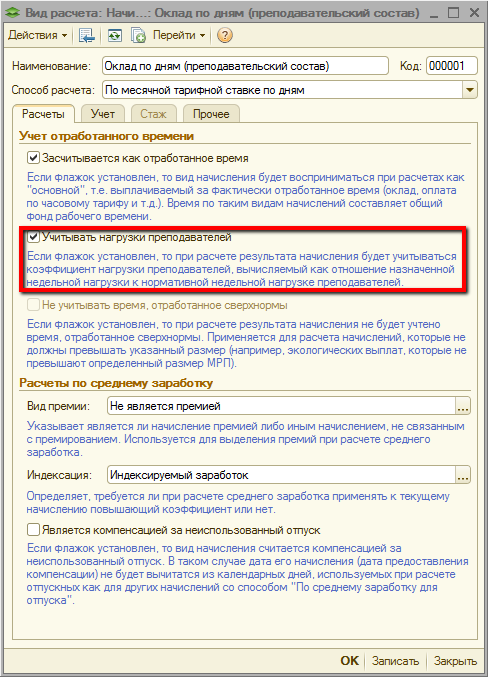 Вид расчета: Начи...: Оклад по дням (преподавательский состав)
Действия Перейти ?
Наименование: Оклад по дням (преподавательский состав) Код: 000001
Способ расчета: По месячной тарифной ставке по дням
Расчеты Учет Стаж Прочее
Учет отработанного времени
Засчитывается как отработанное время
Если флажок установлен, то вид начисления будет восприниматься при расчетах как
"основной", т.е. выплачиваемый за фактически отработанное время (оклад, оплата
по часовому тарифу и т.д.). Время по таким видам начислений составляет общий
фонд рабочего времени.
Учитывать нагрузки преподавателей
Если флажок установлен, то при расчете результата начисления будет учитываться
коэффициент нагрузки преподавателей, вычисляемый как отношение назначенной
недельной нагрузки к нормативной недельной нагрузке преподавателей.
Не учитывать время, отработанное сверхнормы
Если флажок установлен, то при расчете результата начисления не будет учтено
время, отработанное сверхнормы. Применяется для расчета начислений, которые не
должны превышать указанный размер (например, экологических выплат, которые не
превышают определенный размер МРП).
Расчеты по среднему заработку
Вид премии: Не является премией ...
Указывает является ли начисление премией либо иным начислением, не связанным
с премированием. Используется для выделения премий при расчете среднего
заработка.
Индексация: Индексируемый заработок ...
Определяет, требуется ли при расчете среднего заработка применять к текущему
начислению повышающий коэффициент или нет.
Является компенсацией за неиспользованный отпуск
Если флажок установлен, то вид начисления считается компенсацией за
неиспользованный отпуск. В таком случае дата его начисления (дата предоставления
компенсации) не будет вычитатся из календарных дней, используемых при расчете
отпускных как для других начислений со способом "По среднему заработку для
отпуска".
OK Записать Закрыть